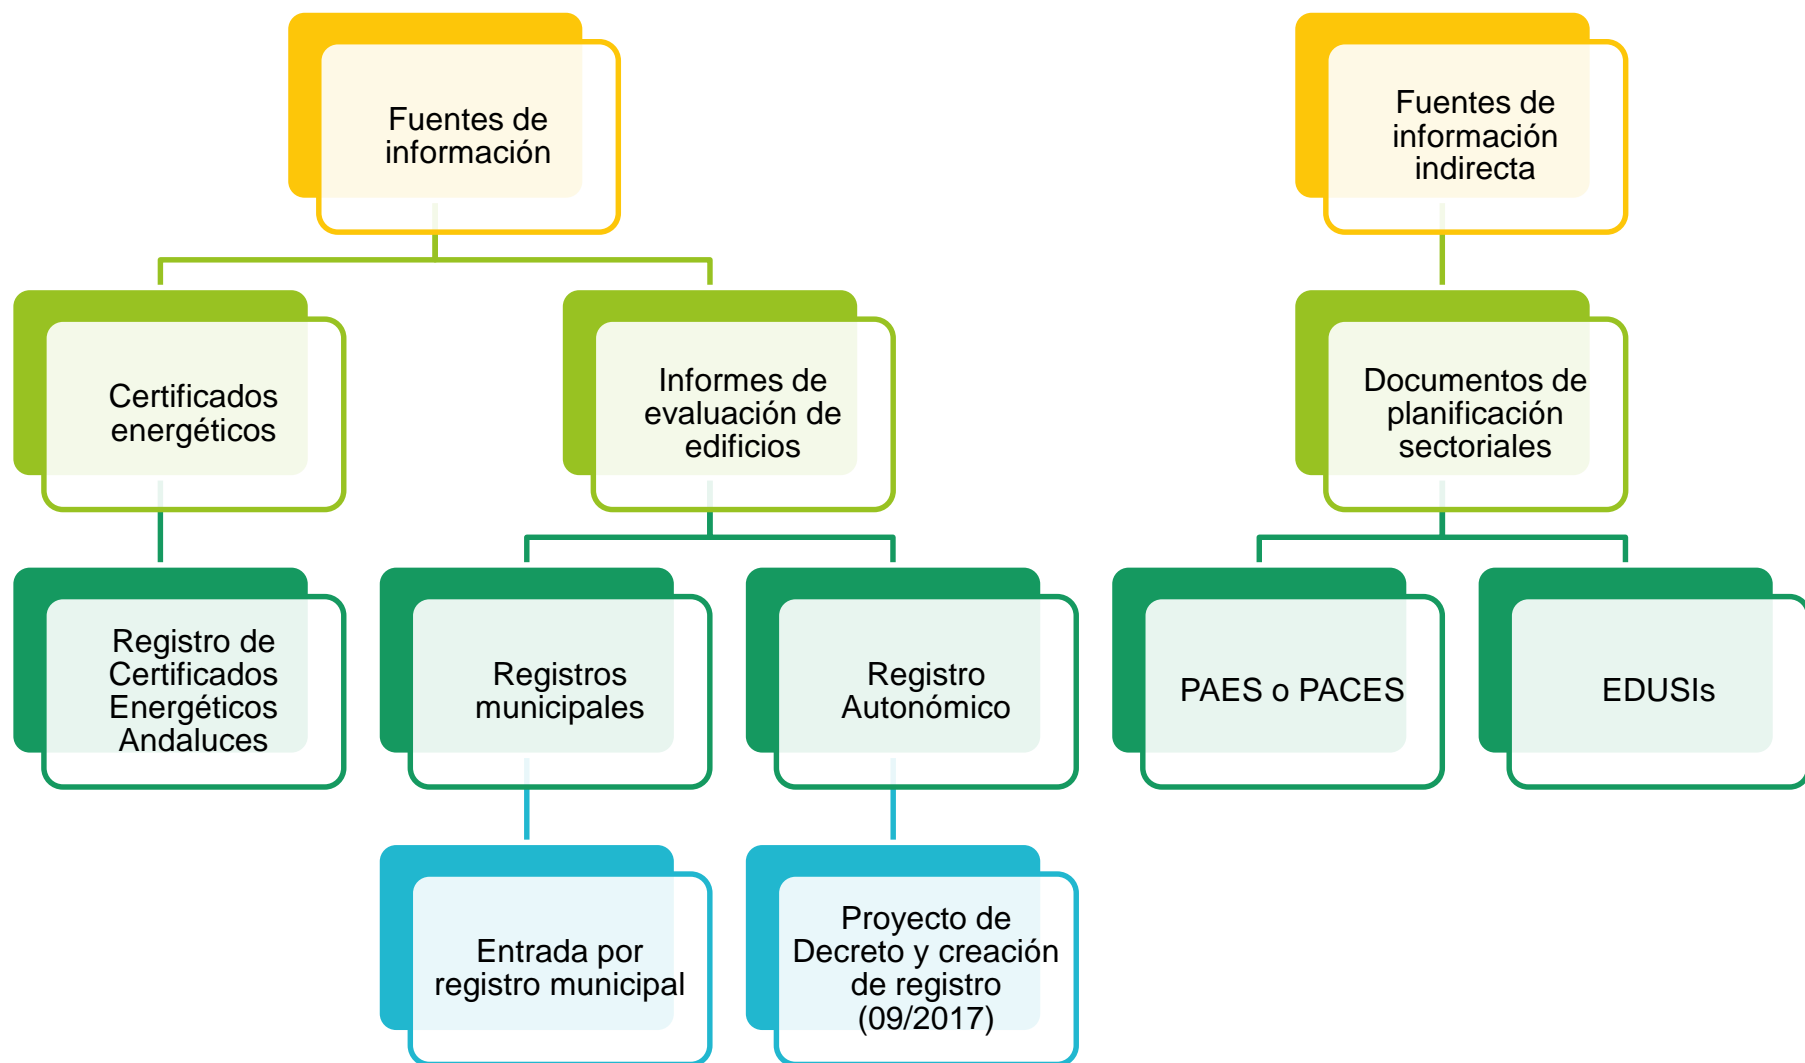 Fuentes de
información
Fuentes de
información
indirecta
Certificados
energéticos
Informes de
evaluación de
edificios
Documentos de
planificación
sectoriales
Registro de
Certificados
Energéticos
Andaluces
Registros
municipales
Registro
Autonómico
PAES o PACES
EDUSIs
Entrada por
registro municipal
Proyecto de
Decreto y creación
de registro
(09/2017)